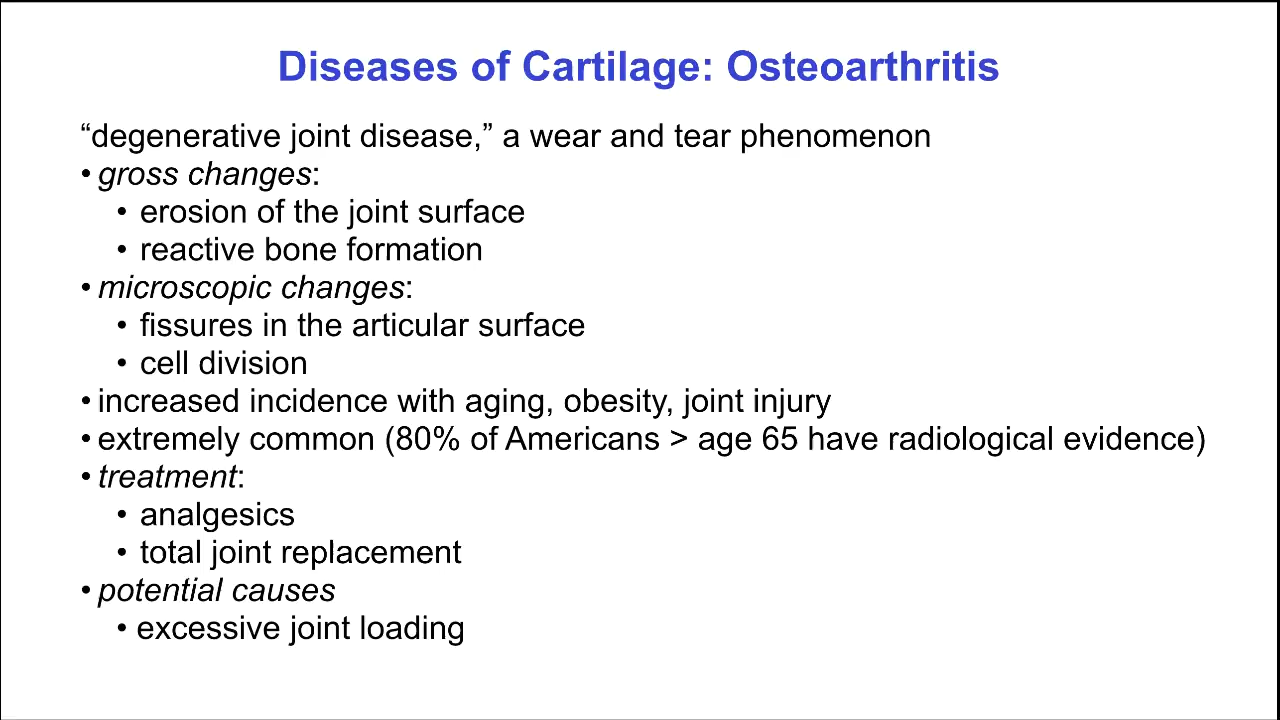 Diseases of Cartilage: Osteoarthritis
“degenerative joint disease,” a wear and tear phenomenon
• gross changes:
• erosion of the joint surface
• reactive bone formation
• microscopic changes:
• fissures in the articular surface
• cell division
• increased incidence with aging, obesity, joint injury
• extremely common (80% of Americans > age 65 have radiological evidence)
• treatment:
• analgesics
• total joint replacement
• potential causes
• excessive joint loading